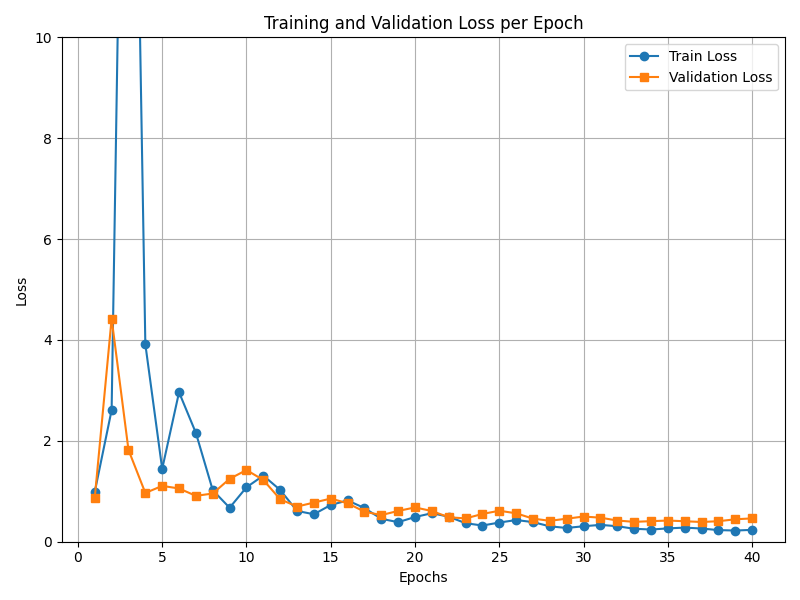 Training and Validation Loss per Epoch
Train Loss
Validation Loss
10
8
6
4
2
0
Loss
0 5 10 15 20 25 30 35 40
Epochs